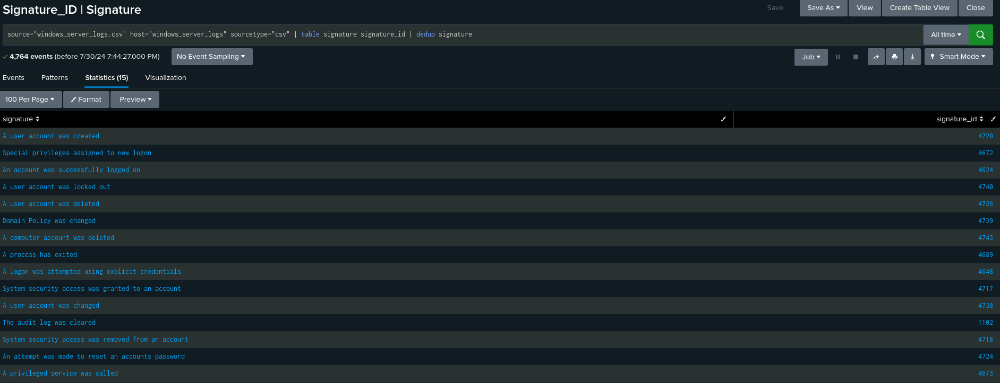 Signature_ID | Signature
Save Save As View Create Table View Close
source="windows_server_logs.csv" host="windows_server_logs" sourcetype="csv" | table signature signature_id | dedup signature All time
4,764 events (before 7/30/24 7:44:27.000 PM) No Event Sampling Job Smart Mode
Events Patterns Statistics (15) Visualization
100 Per Page Format Preview
signature signature_id
A user account was created 4720
Special privileges assigned to new logon 4672
An account was successfully logged on 4624
A user account was locked out 4740
A user account was deleted 4726
Domain Policy was changed 4739
A computer account was deleted 4743
A process has exited 4689
A logon was attempted using explicit credentials 4648
System security access was granted to an account 4717
A user account was changed 4738
The audit log was cleared 1102
System security access was removed from an account 4718
An attempt was made to reset an accounts password 4724
A privileged service was called 4673